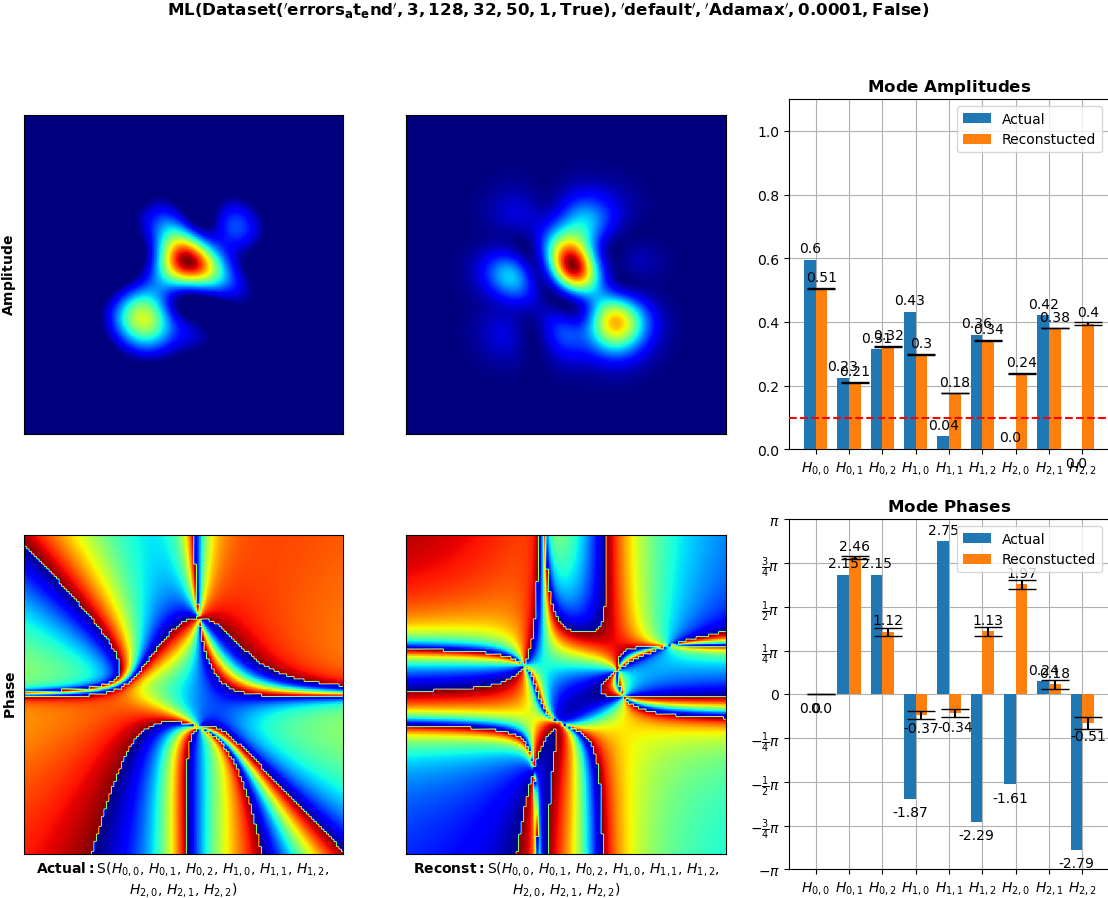 ML(Dataset('errors_at_end', 3, 128, 32, 50, 1, True), 'default', 'Adamax', 0.0001, False)
Amplitude
Mode Amplitudes
Actual
Reconstucted
1.0
0.8
0.6
0.4
0.2
0.0
0.6
0.51
0.23
0.21
0.31
0.32
0.43
0.3
0.04
0.18
0.36
0.34
0.0
0.24
0.42
0.38
0.0
0.4
H0,0 H0,1 H0,2 H1,0 H1,1 H1,2 H2,0 H2,1 H2,2
Phase
Mode Phases
Actual
Reconstucted
π
3/4π
1/2π
1/4π
0
−1/4π
−1/2π
−3/4π
−π
0.0
0.0
2.15
2.46
2.15
1.12
-1.87
-0.37
2.75
-0.34
-2.29
1.13
-1.61
1.97
0.24
0.18
-2.79
-0.51
H0,0 H0,1 H0,2 H1,0 H1,1 H1,2 H2,0 H2,1 H2,2
Actual: S(H0,0, H0,1, H0,2, H1,0, H1,1, H1,2,
H2,0, H2,1, H2,2)
Reconst: S(H0,0, H0,1, H0,2, H1,0, H1,1, H1,2,
H2,0, H2,1, H2,2)